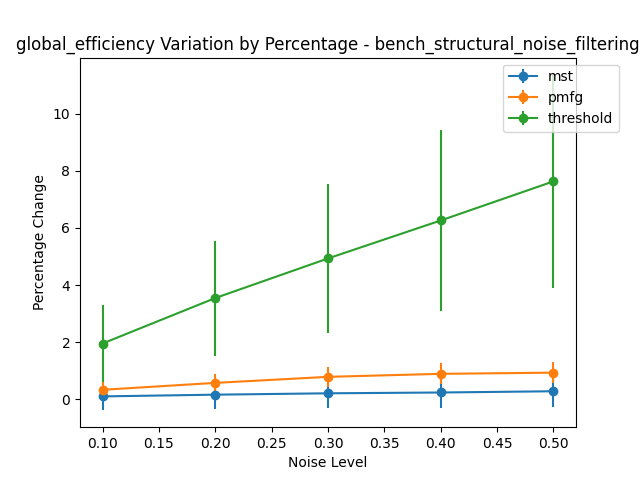 global_efficiency Variation by Percentage - bench_structural_noise_filtering
mst
pmfg
threshold
10
8
6
4
2
0
Percentage Change
0.10 0.15 0.20 0.25 0.30 0.35 0.40 0.45 0.50
Noise Level